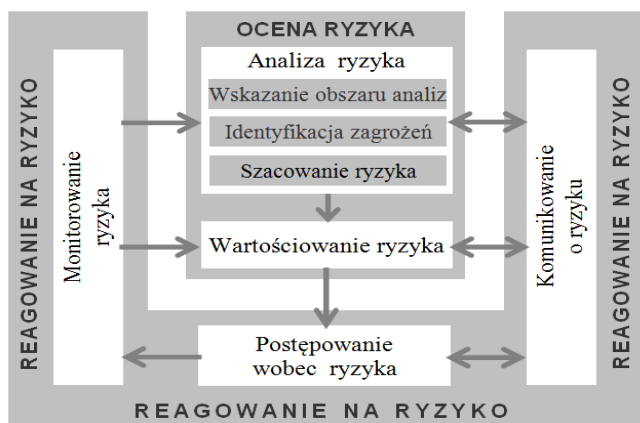 OCENA RYZYKA
Analiza ryzyka
Wskazanie obszaru analiz
Identyfikacja zagrożeń
Szacowanie ryzyka
Wartościowanie ryzyka
Postępowanie
wobec ryzyka
Monitorowanie
ryzyka
Komunikowanie
o ryzyku
REAGOWANIE NA RYZYKO
REAGOWANIE NA RYZYKO
REAGOWANIE NA RYZYKO